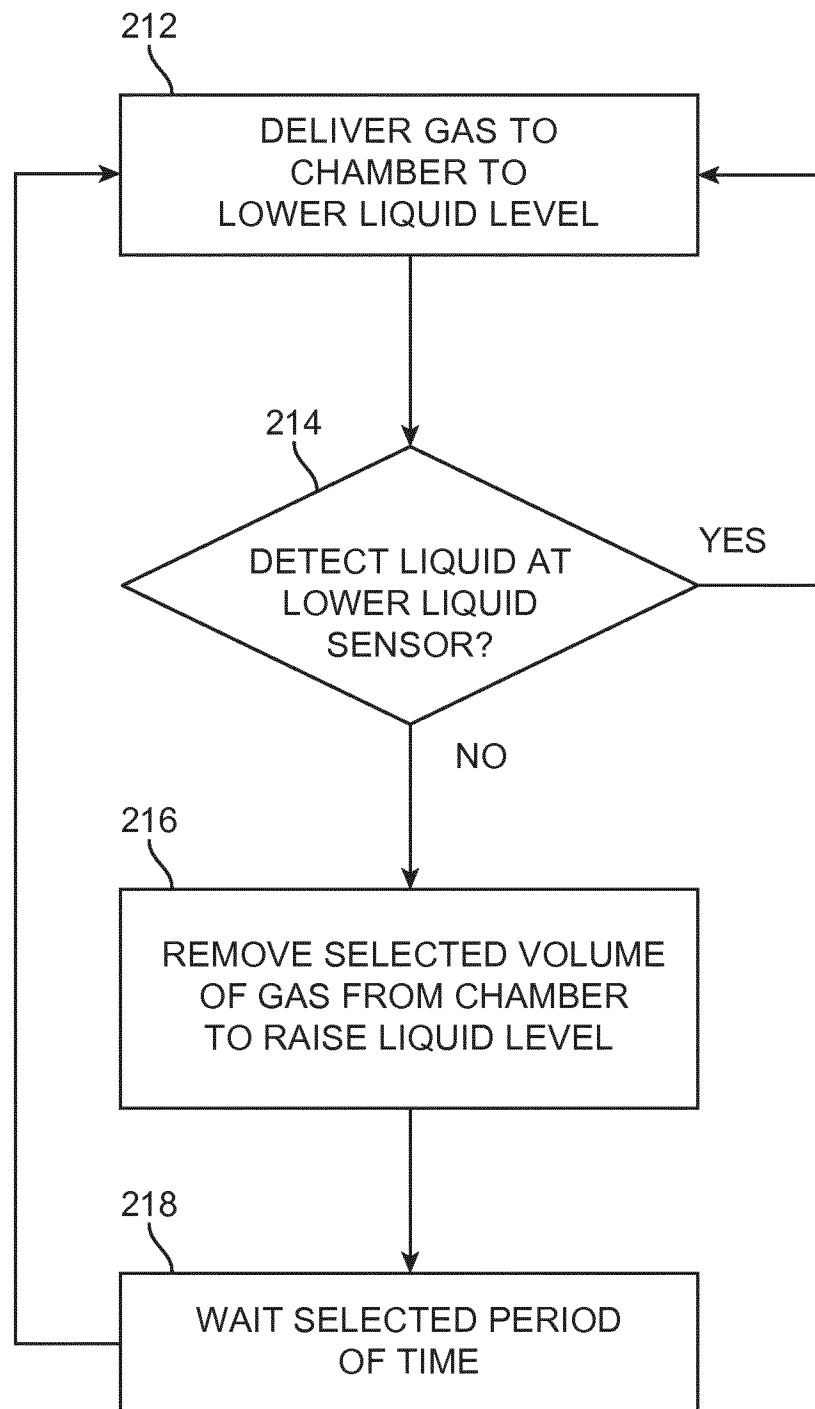 212
DELIVER GAS TO
CHAMBER TO
LOWER LIQUID LEVEL
214
DETECT LIQUID AT
LOWER LIQUID
SENSOR?
YES
NO
216
REMOVE SELECTED VOLUME
OF GAS FROM CHAMBER
TO RAISE LIQUID LEVEL
218
WAIT SELECTED PERIOD
OF TIME